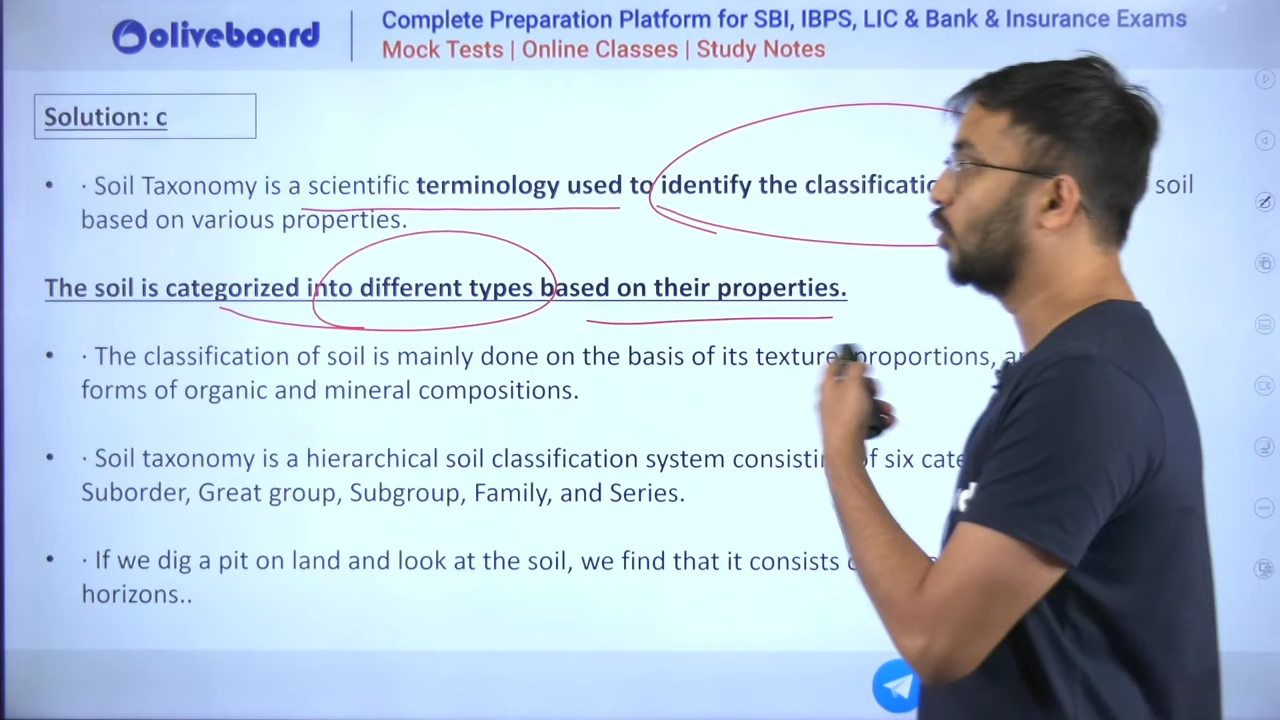 oliveboard
Complete Preparation Platform for SBI, IBPS, LIC & Bank & Insurance Exams
Mock Tests | Online Classes | Study Notes
Solution: c
• · Soil Taxonomy is a scientific terminology used to identify the soil
based on various properties.
The soil is categorized into different types based on their properties.
• · The classification of soil is mainly done on the basis of its texture, proportions,
forms of organic and mineral compositions.
• · Soil taxonomy is a hierarchical soil classification system of six
Suborder, Great group, Subgroup, Family, and Series.
• · If we dig a pit on land and look at the soil, we find that it consists
horizons..